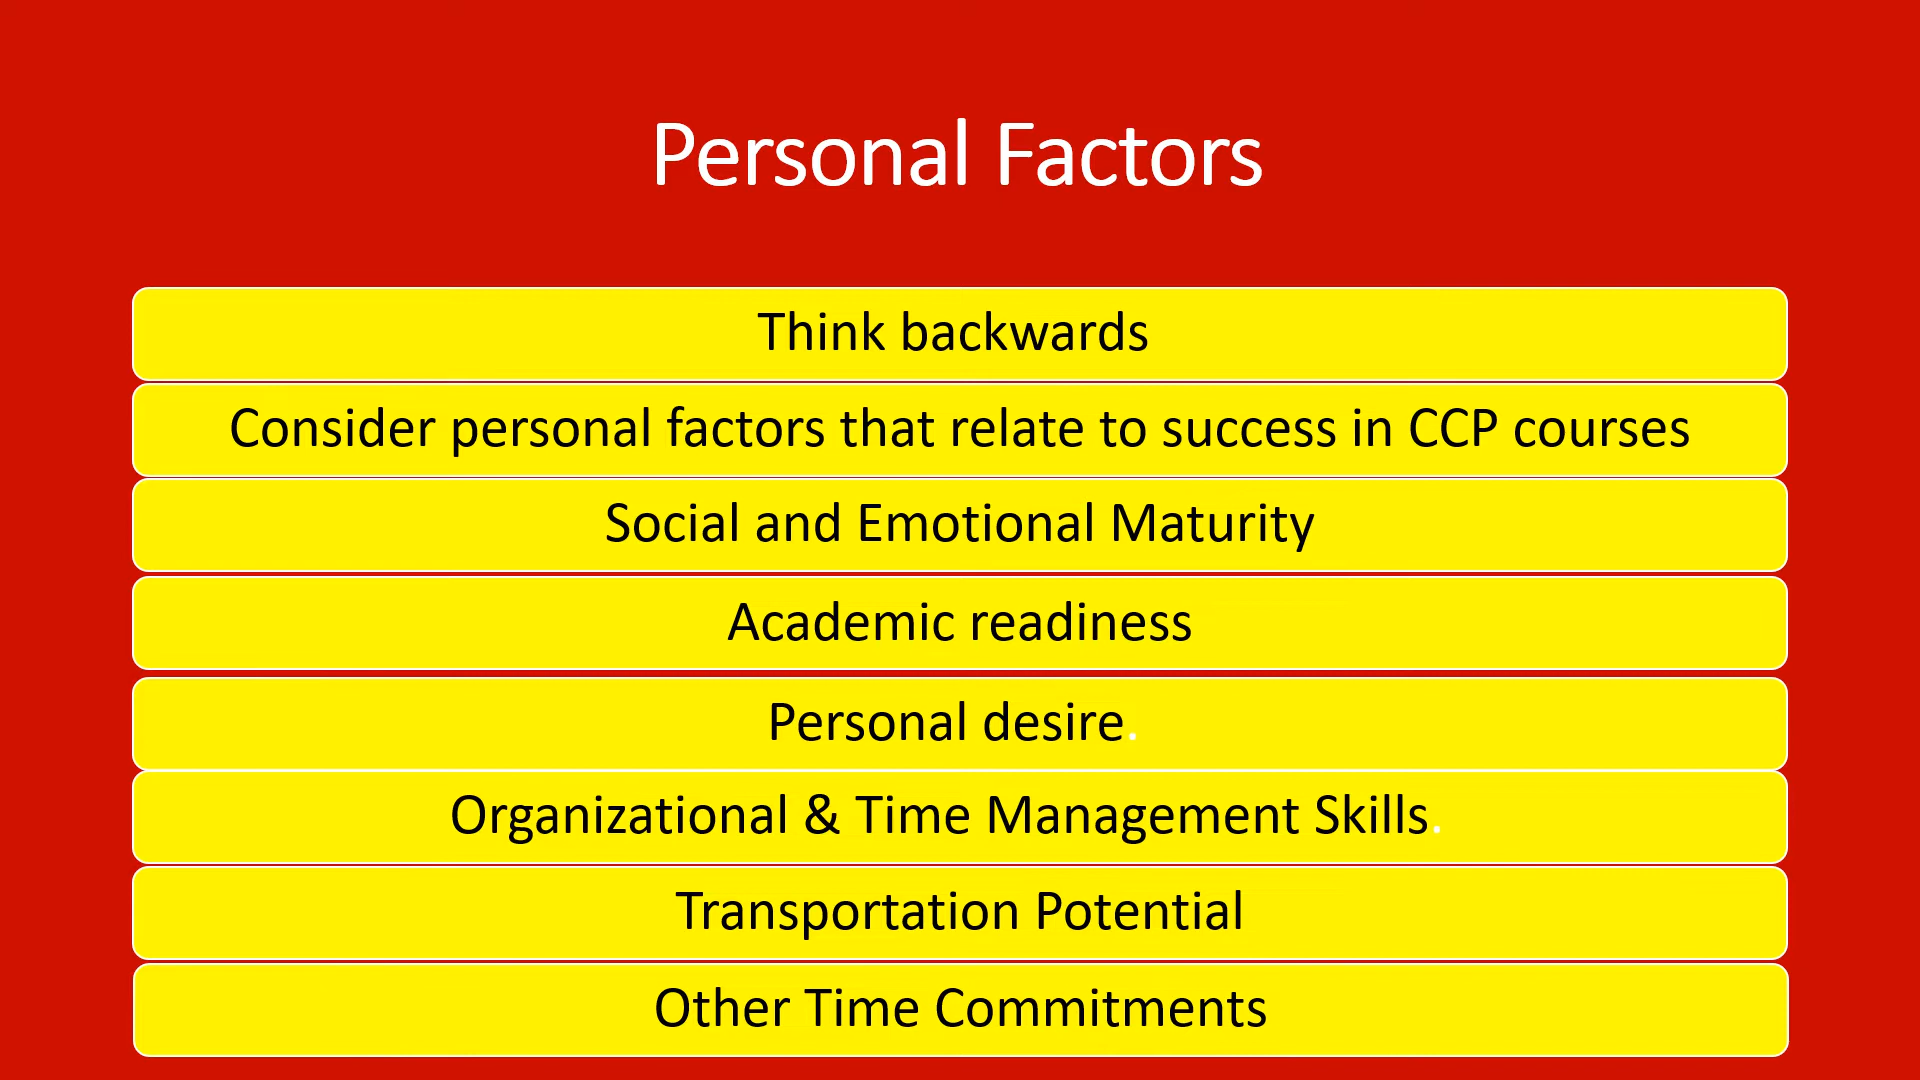 Personal Factors
Think backwards
Consider personal factors that relate to success in CCP courses
Social and Emotional Maturity
Academic readiness
Personal desire.
Organizational & Time Management Skills.
Transportation Potential
Other Time Commitments